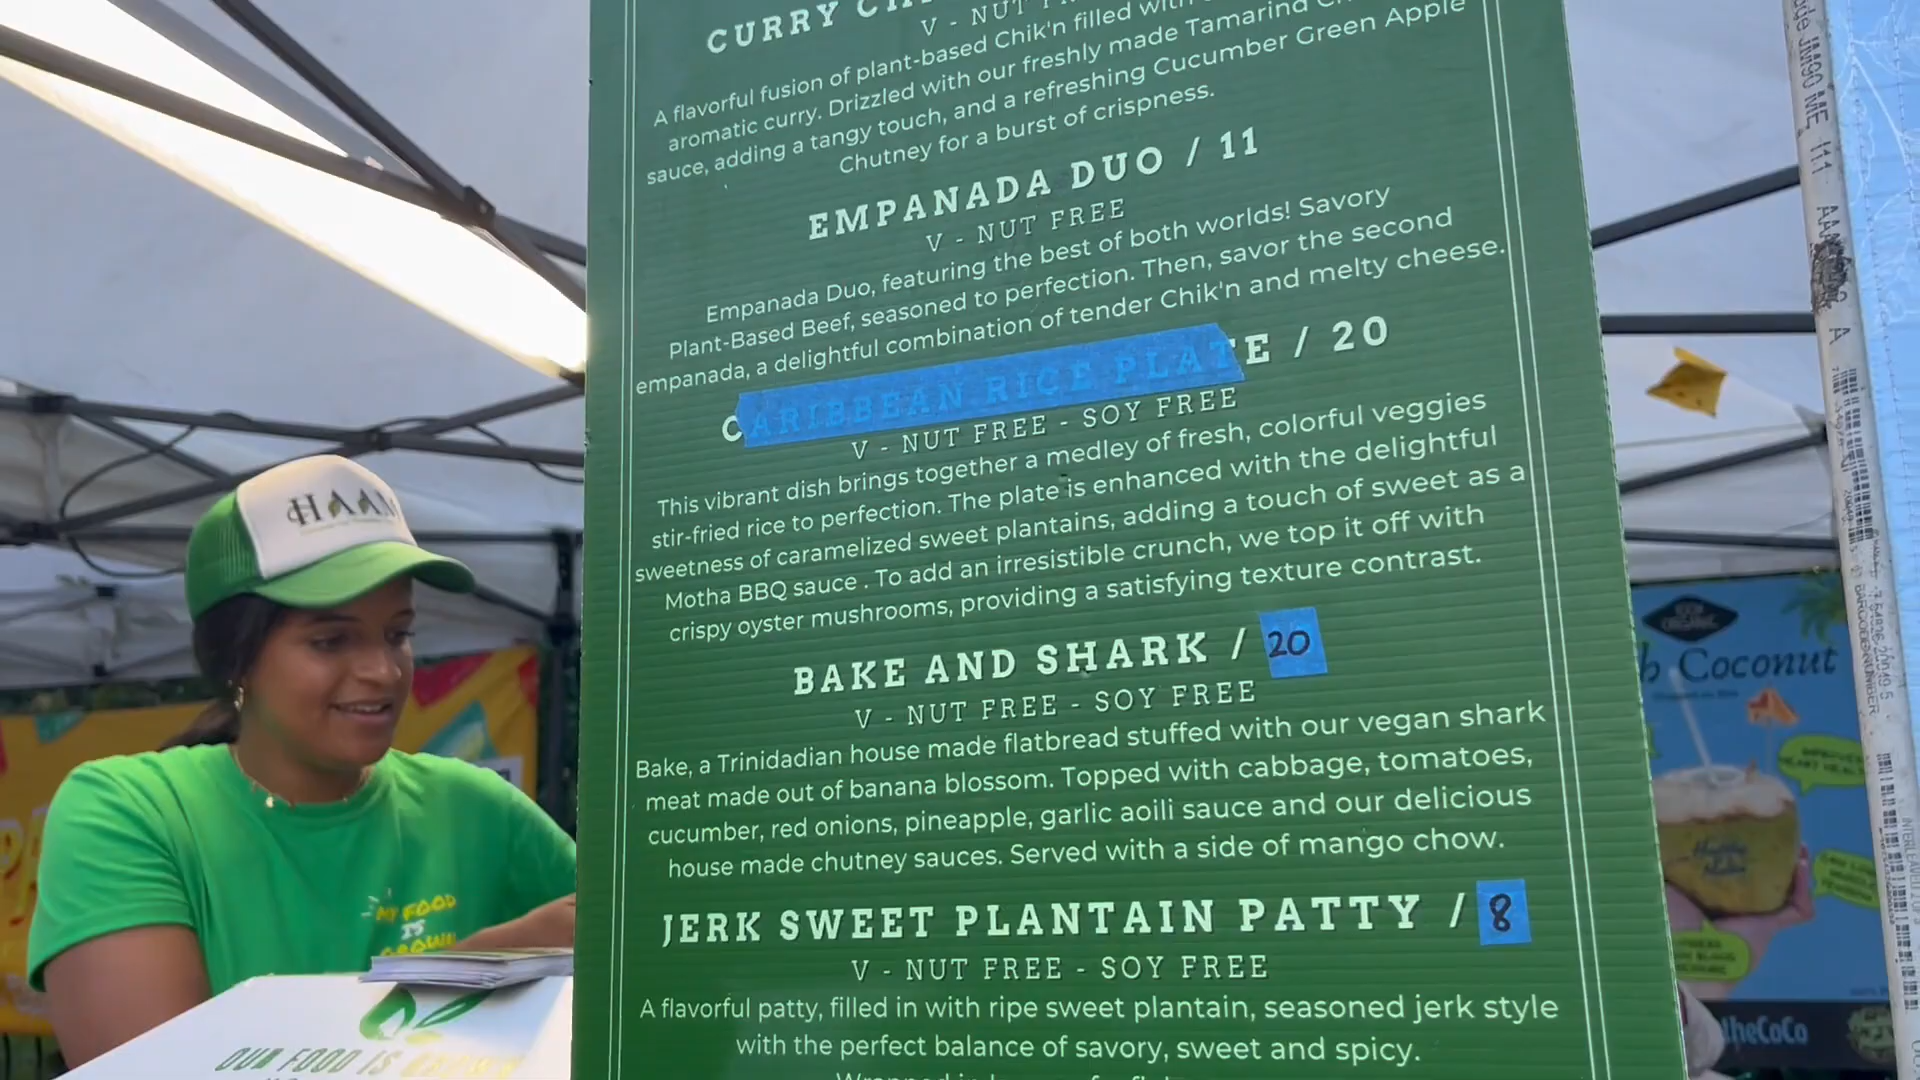 CURRY
V - NUT
A flavorful fusion of plant-based Chik'n filled with
aromatic curry. Drizzled with our freshly made Tamarind
sauce, adding a tangy touch, and a refreshing Cucumber Green Apple
Chutney for a burst of crispness.
EMPANADA DUO / 11
V - NUT FREE
Empanada Duo, featuring the best of both worlds! Savory
Plant-Based Beef, seasoned to perfection. Then, savor the second
empanada, a delightful combination of tender Chik'n and melty cheese.
CARIBBEAN RICE PLATE / 20
V - NUT FREE - SOY FREE
This vibrant dish brings together a medley of fresh, colorful veggies
stir-fried rice to perfection. The plate is enhanced with the delightful
sweetness of caramelized sweet plantains, adding a touch of sweet as a
Motha BBQ sauce . To add an irresistible crunch, we top it off with
crispy oyster mushrooms, providing a satisfying texture contrast.
BAKE AND SHARK / 20
V - NUT FREE - SOY FREE
Bake, a Trinidadian house made flatbread stuffed with our vegan shark
meat made out of banana blossom. Topped with cabbage, tomatoes,
cucumber, red onions, pineapple, garlic aoili sauce and our delicious
house made chutney sauces. Served with a side of mango chow.
JERK SWEET PLANTAIN PATTY / 8
V - NUT FREE - SOY FREE
A flavorful patty, filled in with ripe sweet plantain, seasoned jerk style
with the perfect balance of savory, sweet and spicy.
HAAM
MY FOOD
IS
GROWN
OUR FOOD IS GROWN
100% ORGANIC
Coconut
theCoCo